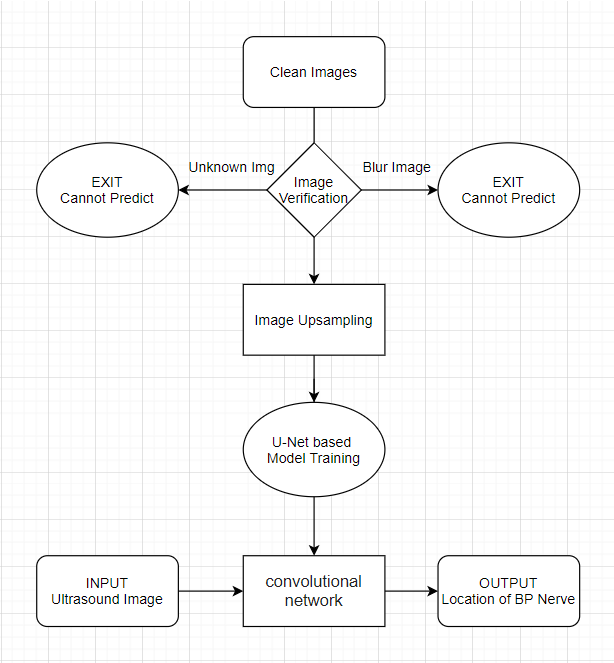 Clean Images
Unknown Img
Blur Image
EXIT
Cannot Predict
Image
Verification
EXIT
Cannot Predict
Image Upsampling
U-Net based
Model Training
INPUT
Ultrasound Image
convolutional
network
OUTPUT
Location of BP Nerve